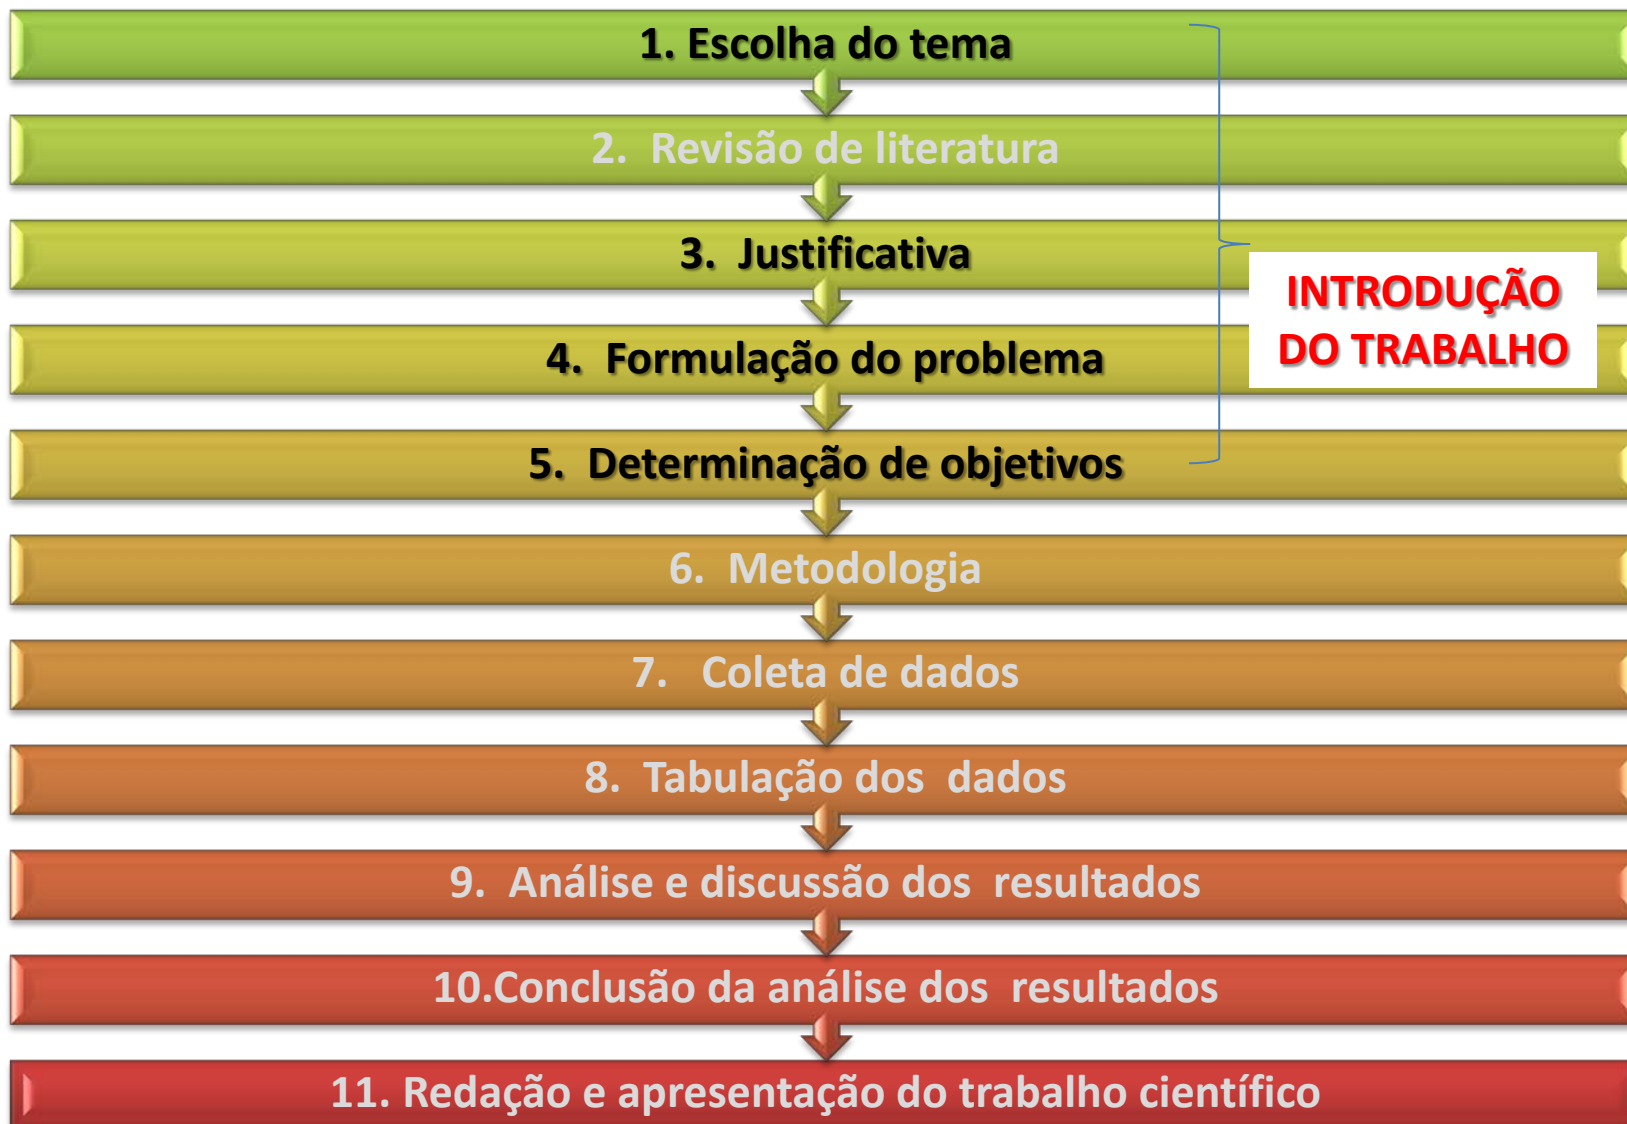 1. Escolha do tema
2. Revisão de literatura
3. Justificativa
INTRODUÇÃO
DO TRABALHO
4. Formulação do problema
5. Determinação de objetivos
6. Metodologia
7. Coleta de dados
8. Tabulação dos dados
9. Análise e discussão dos resultados
10.Conclusão da análise dos resultados
11. Redação e apresentação do trabalho científico